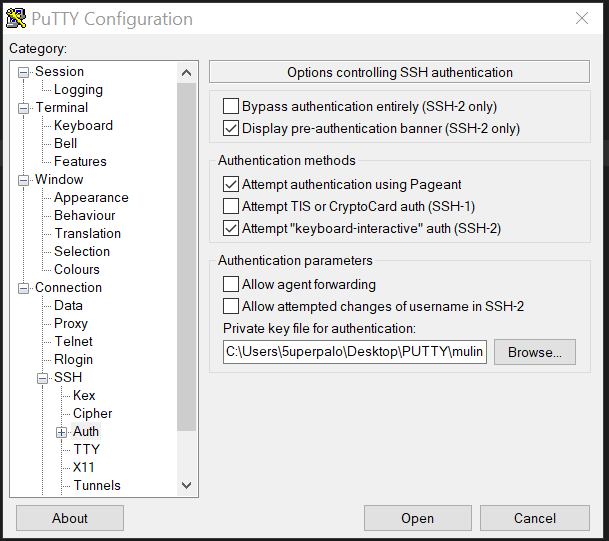 PuTTY Configuration
Category:
Session
Logging
Terminal
Keyboard
Bell
Features
Window
Appearance
Behaviour
Translation
Selection
Colours
Connection
Data
Proxy
Telnet
Rlogin
SSH
Kex
Cipher
Auth
TTY
X11
Tunnels
Options controlling SSH authentication
Bypass authentication entirely (SSH-2 only)
Display pre-authentication banner (SSH-2 only)
Authentication methods
Attempt authentication using Pageant
Attempt TIS or CryptoCard auth (SSH-1)
Attempt "keyboard-interactive" auth (SSH-2)
Authentication parameters
Allow agent forwarding
Allow attempted changes of username in SSH-2
Private key file for authentication:
C:\Users\5uperpalo\Desktop\PUTTY\mulin Browse...
About Open Cancel